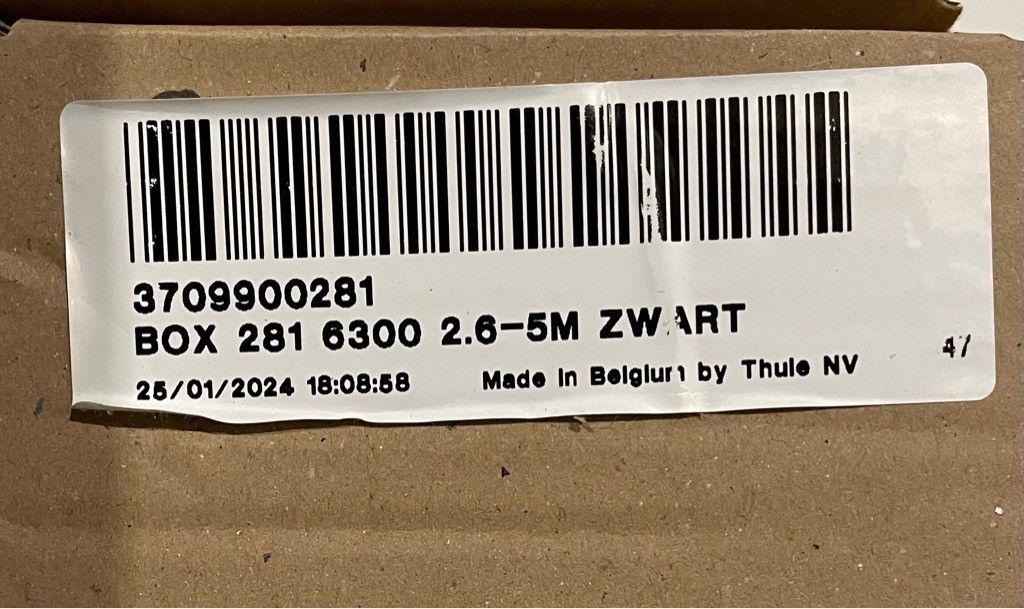 3709900281
BOX 281 6300 2.6-5M ZWART
25/01/2024 18:08:58 Made in Belgium by Thule NV
47